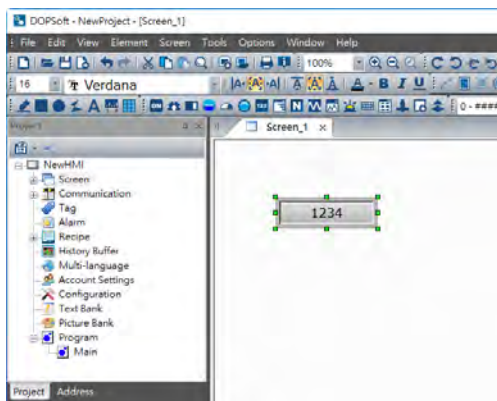 DOPSoft - NewProject - [Screen_1]
File Edit View Element Screen Tools Options Window Help
100%
16 Verdana
0 - ####
Screen_1
NewHMI
Screen
Communication
Tag
Alarm
Recipe
History Buffer
Multi-language
Account Settings
Configuration
Text Bank
Picture Bank
Program
Main
1234
Project Address